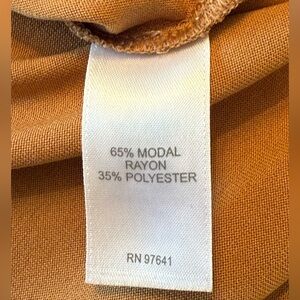 65% MODAL
RAYON
35% POLYESTER
RN 97641